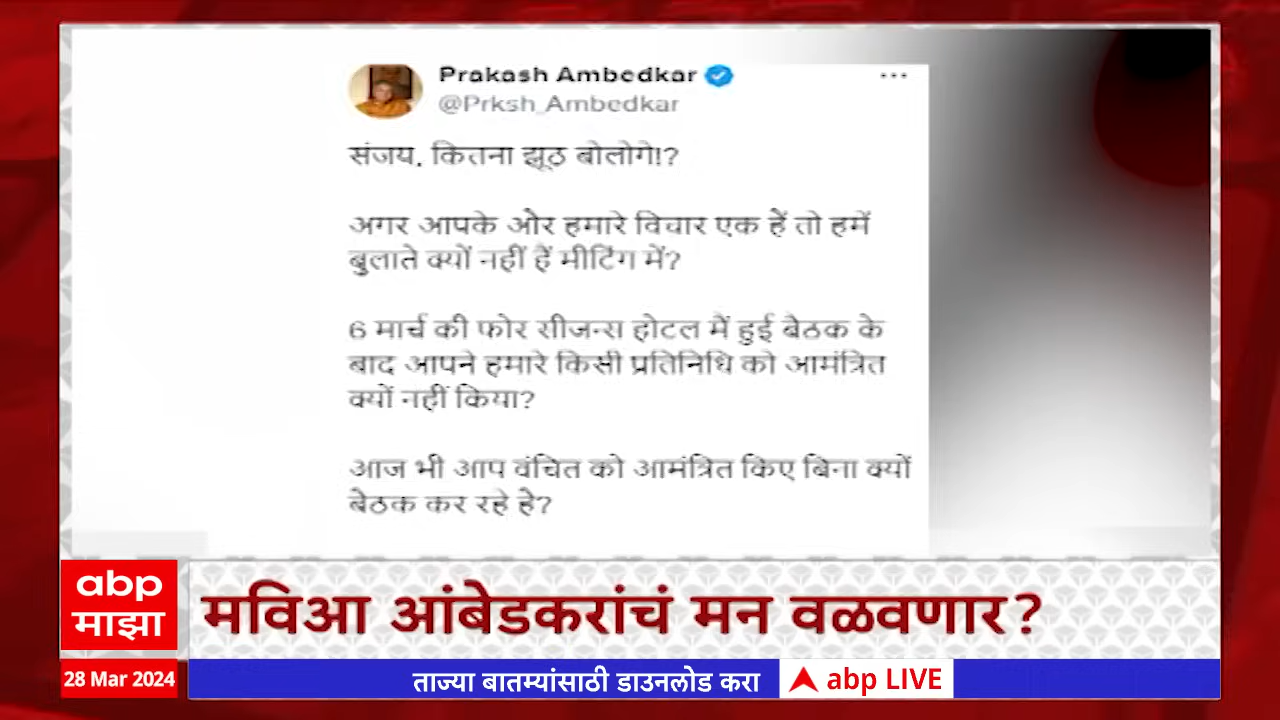 Prakash Ambedkar
@Prksh_Ambedkar
संजय, कितना झूठ बोलोगे!?
अगर आपके और हमारे विचार एक हैं तो हमें
बुलाते क्यों नहीं हैं मीटिंग में?
6 मार्च की फोर सीजन्स होटल में हुई बैठक के
बाद आपने हमारे किसी प्रतिनिधि को आमंत्रित
क्यों नहीं किया?
आज भी आप वंचित को आमंत्रित किए बिना क्यों
बैठक कर रहे हे?
abp
माझा
मविआ आंबेडकरांचं मन वळवणार?
28 Mar 2024
ताज्या बातम्यांसाठी डाउनलोड करा
abp LIVE